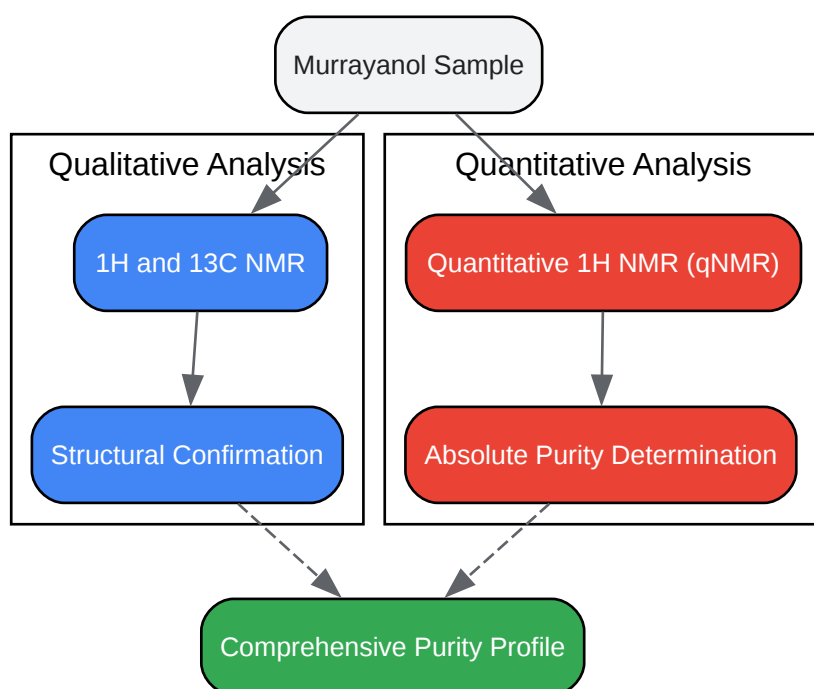 Murrayanol Sample
Qualitative Analysis
Quantitative Analysis
1H and 13C NMR
Quantitative 1H NMR (qNMR)
Structural Confirmation
Absolute Purity Determination
Comprehensive Purity Profile